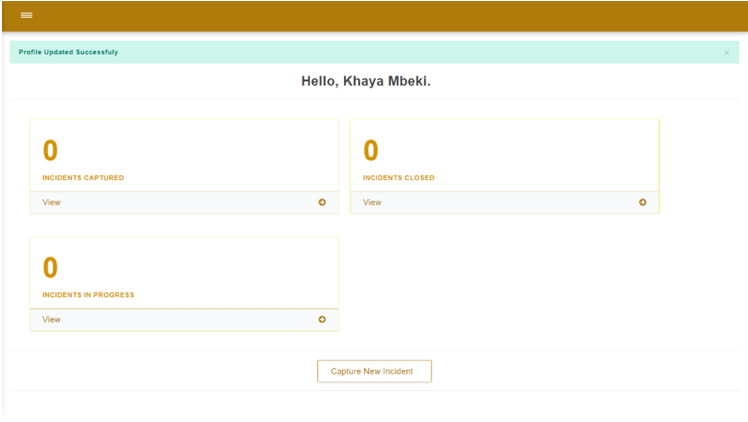 Profile Updated Successfuly
×
Hello, Khaya Mbeki.
0
INCIDENTS CAPTURED
View
0
INCIDENTS CLOSED
View
0
INCIDENTS IN PROGRESS
View
Capture New Incident